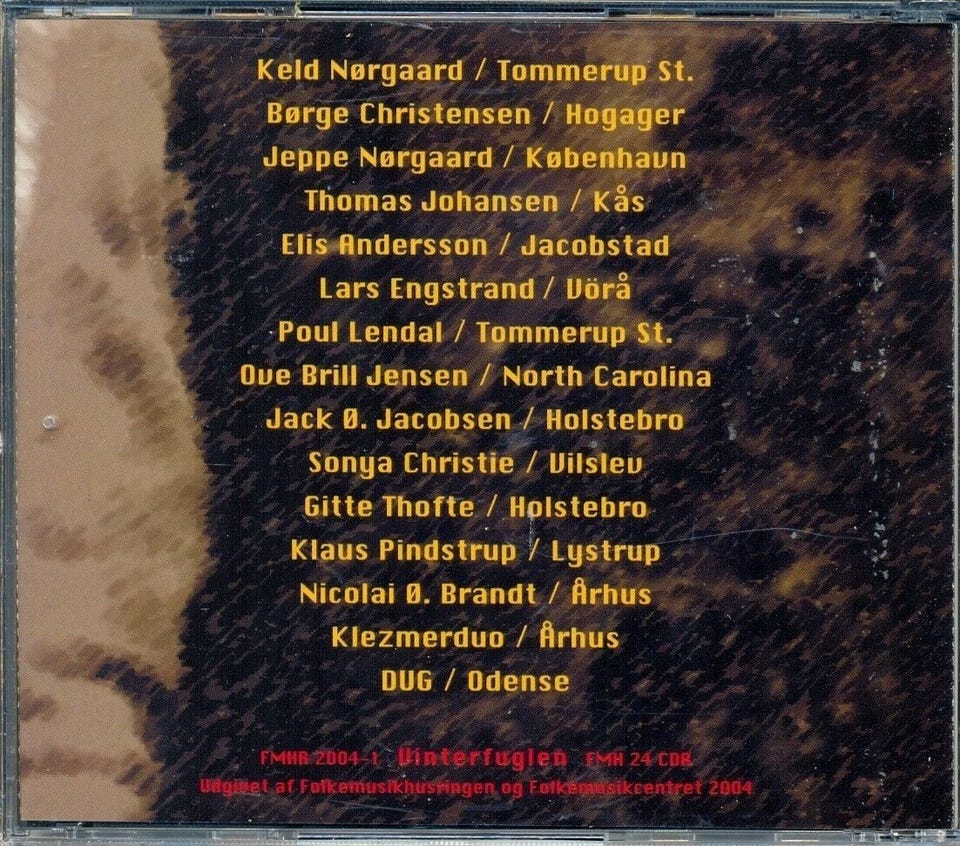 Keld Nørgaard / Tommerup St.
Børge Christensen / Hogager
Jeppe Nørgaard / København
Thomas Johansen / Kås
Elis Andersson / Jacobstad
Lars Engstrand / Vörå
Poul Lendal / Tommerup St.
Ove Brill Jensen / North Carolina
Jack Ø. Jacobsen / Holstebro
Sonya Christie / Vilslev
Gitte Thofte / Holstebro
Klaus Pindstrup / Lystrup
Nicolai Ø. Brandt / Århus
Klezmerduo / Århus
DUG / Odense
FMHR 2004-1 Vinterfuglen FMH 24 CDR
Udgivet af Folkemusikhusringen og Folkemusikcentret 2004